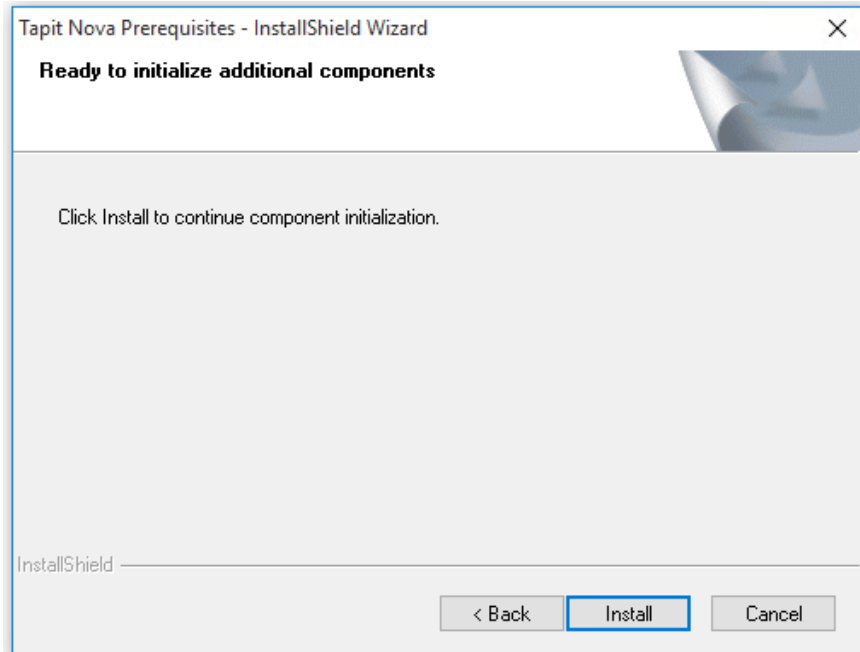 Tapit Nova Prerequisites - InstallShield Wizard
Ready to initialize additional components
Click Install to continue component initialization.
InstallShield
< Back
Install
Cancel